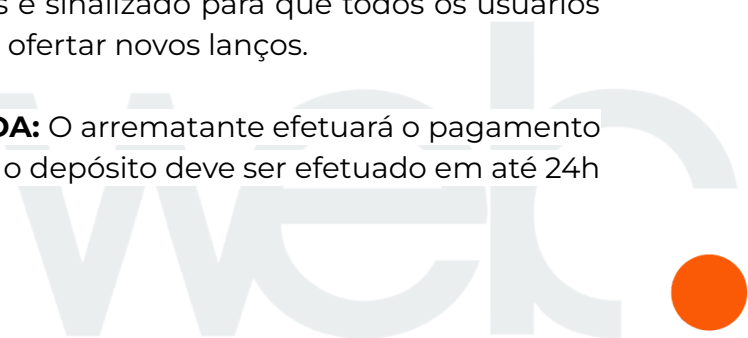 s e sinalizado para que todos os usuários
ofertar novos lanços.
DA: O arrematante efetuará o pagamento
o depósito deve ser efetuado em até 24h
web.